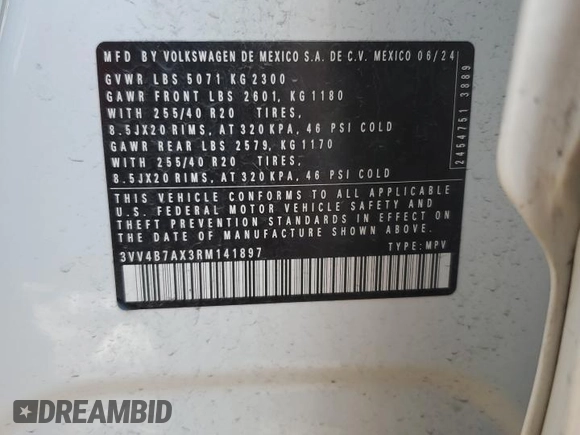 MFD BY VOLKSWAGEN DE MEXICO S.A. DE C.V. MEXICO 06/24
GVWR LBS 5071 KG 2300
GAWR FRONT LBS 2601, KG 1180
WITH 255/40 R20 TIRES,
8.5JX20 RIMS, AT 320 KPA, 46 PSI COLD
GAWR REAR LBS 2579, KG 1170
WITH 255/40 R20 TIRES,
8.5JX20 RIMS, AT 320 KPA, 46 PSI COLD
THIS VEHICLE CONFORMS TO ALL APPLICABLE
U.S. FEDERAL MOTOR VEHICLE SAFETY AND
THEFT PREVENTION STANDARDS IN EFFECT ON
THE DATE OF MANUFACTURE SHOWN ABOVE.
3VV4B7AX3RM141897 TYPE: MPV
2454751 3889
DREAMBID